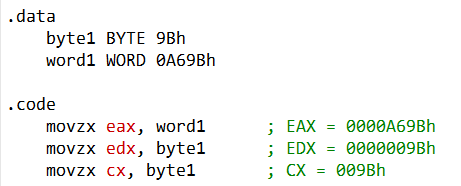 .data
    byte1 BYTE 9Bh
    word1 WORD 0A69Bh

.code
    movzx eax, word1      ; EAX = 0000A69Bh
    movzx edx, byte1      ; EDX = 0000009Bh
    movzx cx, byte1       ; CX = 009Bh